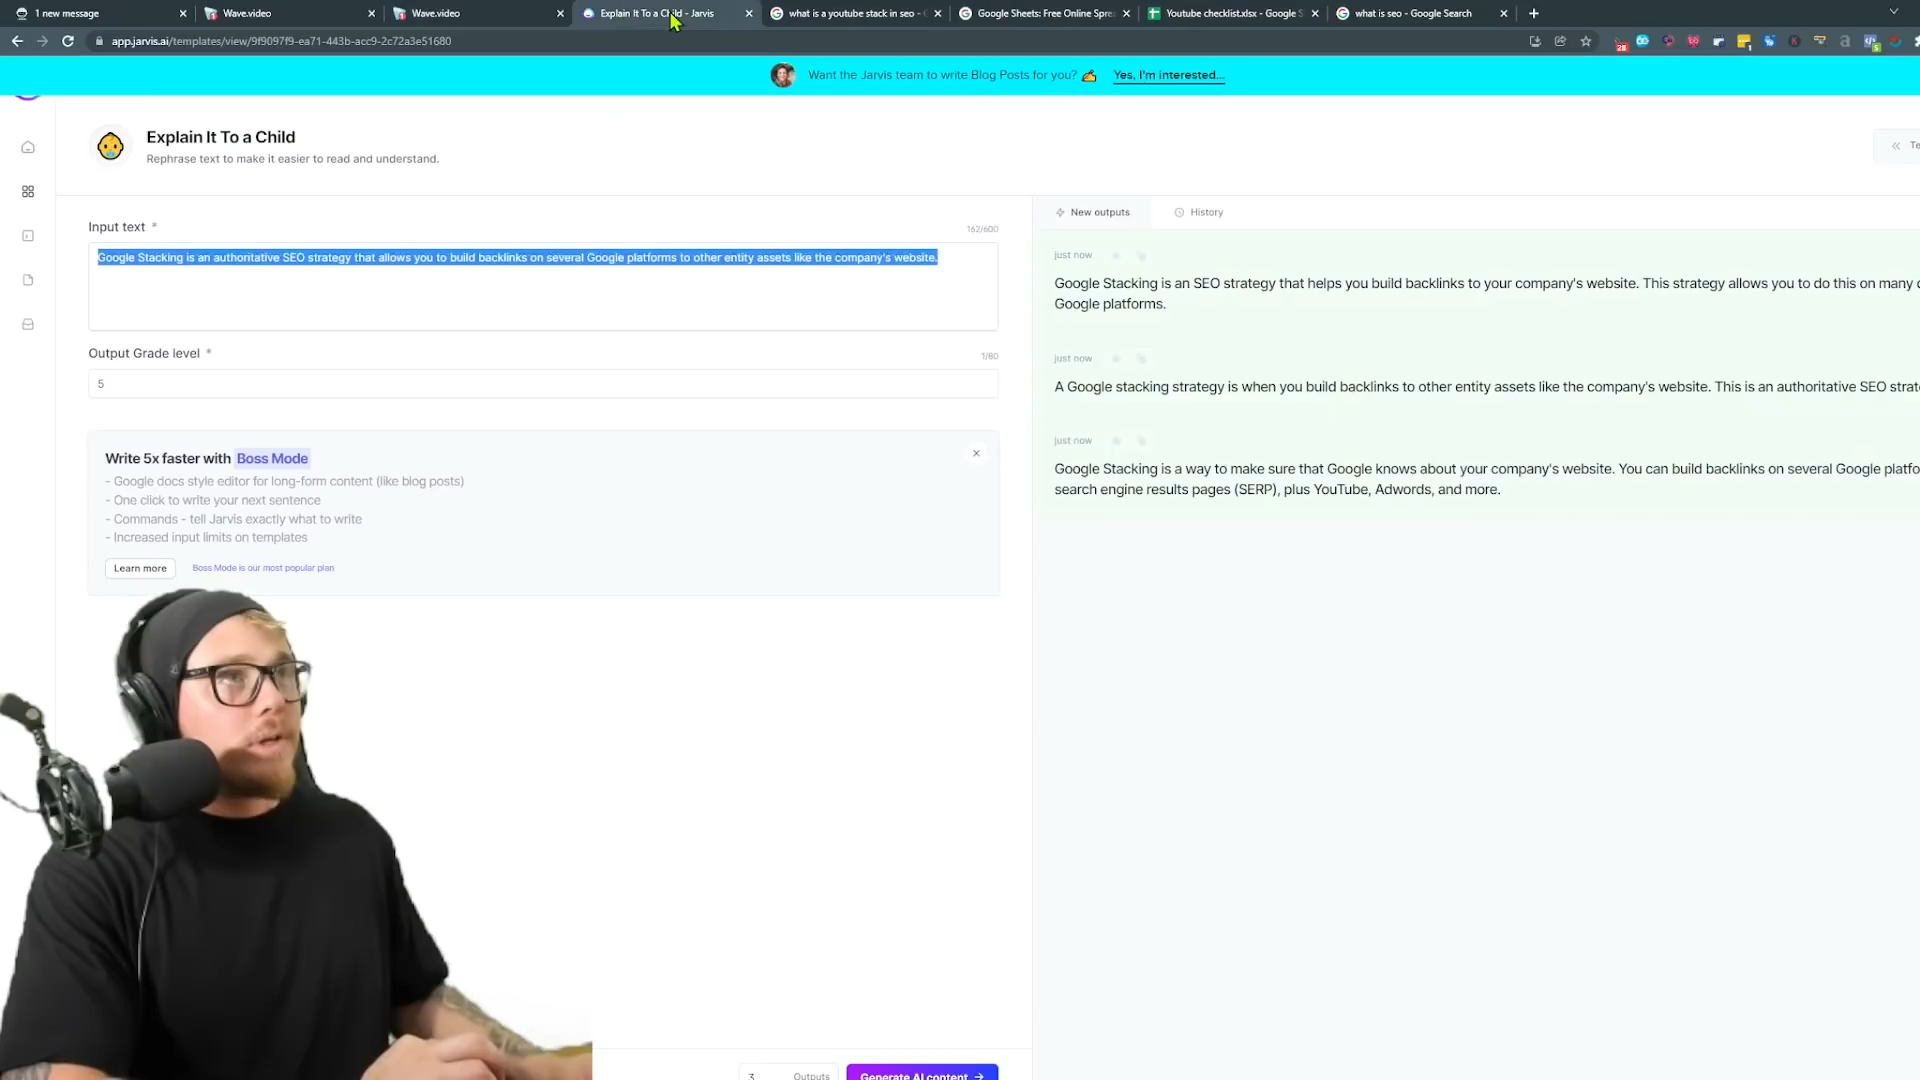 1 new message
Wave.video
Wave.video
Explain It To a Child - Jarvis
what is a youtube stack in seo -
Google Sheets: Free Online Spre
Youtube checklist.xlsx - Google S
what is seo - Google Search
app.jarvis.ai/templates/view/9f9097f9-ea71-443b-acc9-2c72a3e51680
28
Want the Jarvis team to write Blog Posts for you? Yes, I'm interested...
Explain It To a Child
Rephrase text to make it easier to read and understand.
Te
Input text *
162/600
Google Stacking is an authoritative SEO strategy that allows you to build backlinks on several Google platforms to other entity assets like the company's website.
Output Grade level *
1/80
5
Write 5x faster with Boss Mode
- Google docs style editor for long-form content (like blog posts)
- One click to write your next sentence
- Commands - tell Jarvis exactly what to write
- Increased input limits on templates
Learn more
Boss Mode is our most popular plan
3 Outputs
Generate AI content
New outputs
History
just now
Google Stacking is an SEO strategy that helps you build backlinks to your company's website. This strategy allows you to do this on many
Google platforms.
just now
A Google stacking strategy is when you build backlinks to other entity assets like the company's website. This is an authoritative SEO strat
just now
Google Stacking is a way to make sure that Google knows about your company's website. You can build backlinks on several Google platfo
search engine results pages (SERP), plus YouTube, Adwords, and more.